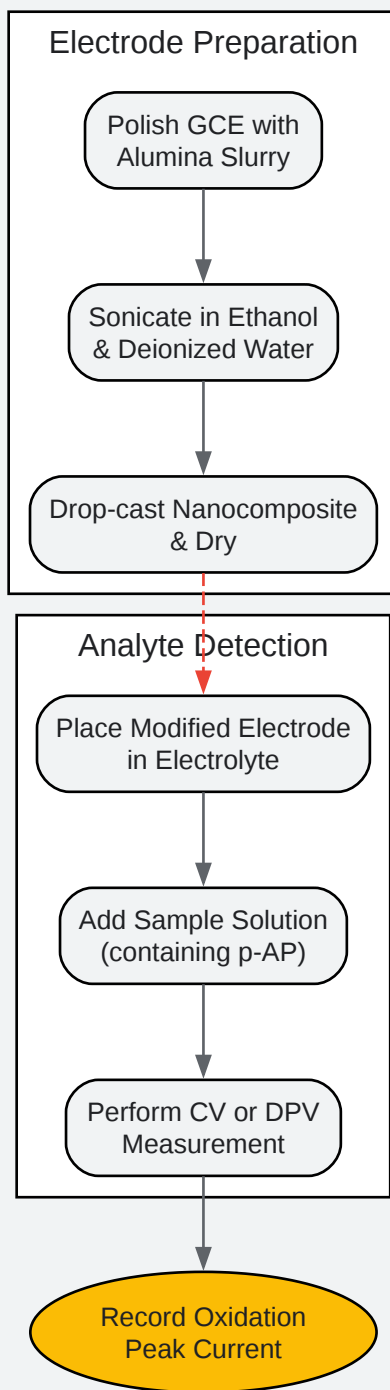 Electrode Preparation
Polish GCE with
Alumina Slurry
Sonicate in Ethanol
& Deionized Water
Drop-cast Nanocomposite
& Dry
Analyte Detection
Place Modified Electrode
in Electrolyte
Add Sample Solution
(containing p-AP)
Perform CV or DPV
Measurement
Record Oxidation
Peak Current